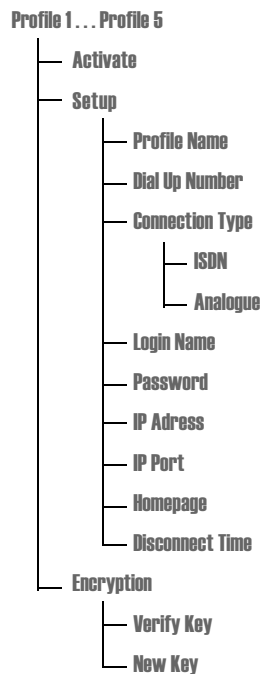 Profile 1 . . . Profile 5
Activate
Setup
Profile Name
Dial Up Number
Connection Type
ISDN
Analogue
Login Name
Password
IP Adress
IP Port
Homepage
Disconnect Time
Encryption
Verify Key
New Key